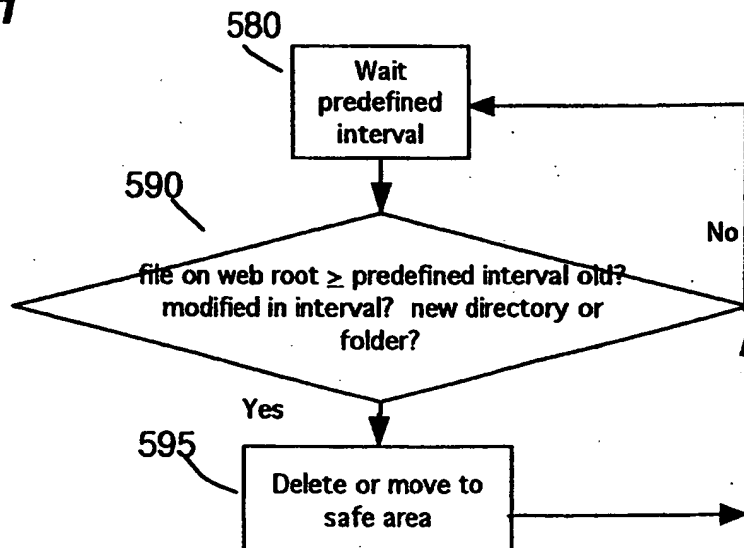 580
Wait
predefined
interval
590
No
file on web root ≥ predefined interval old?
modified in interval? new directory or
folder?
Yes
595
Delete or move to
safe area